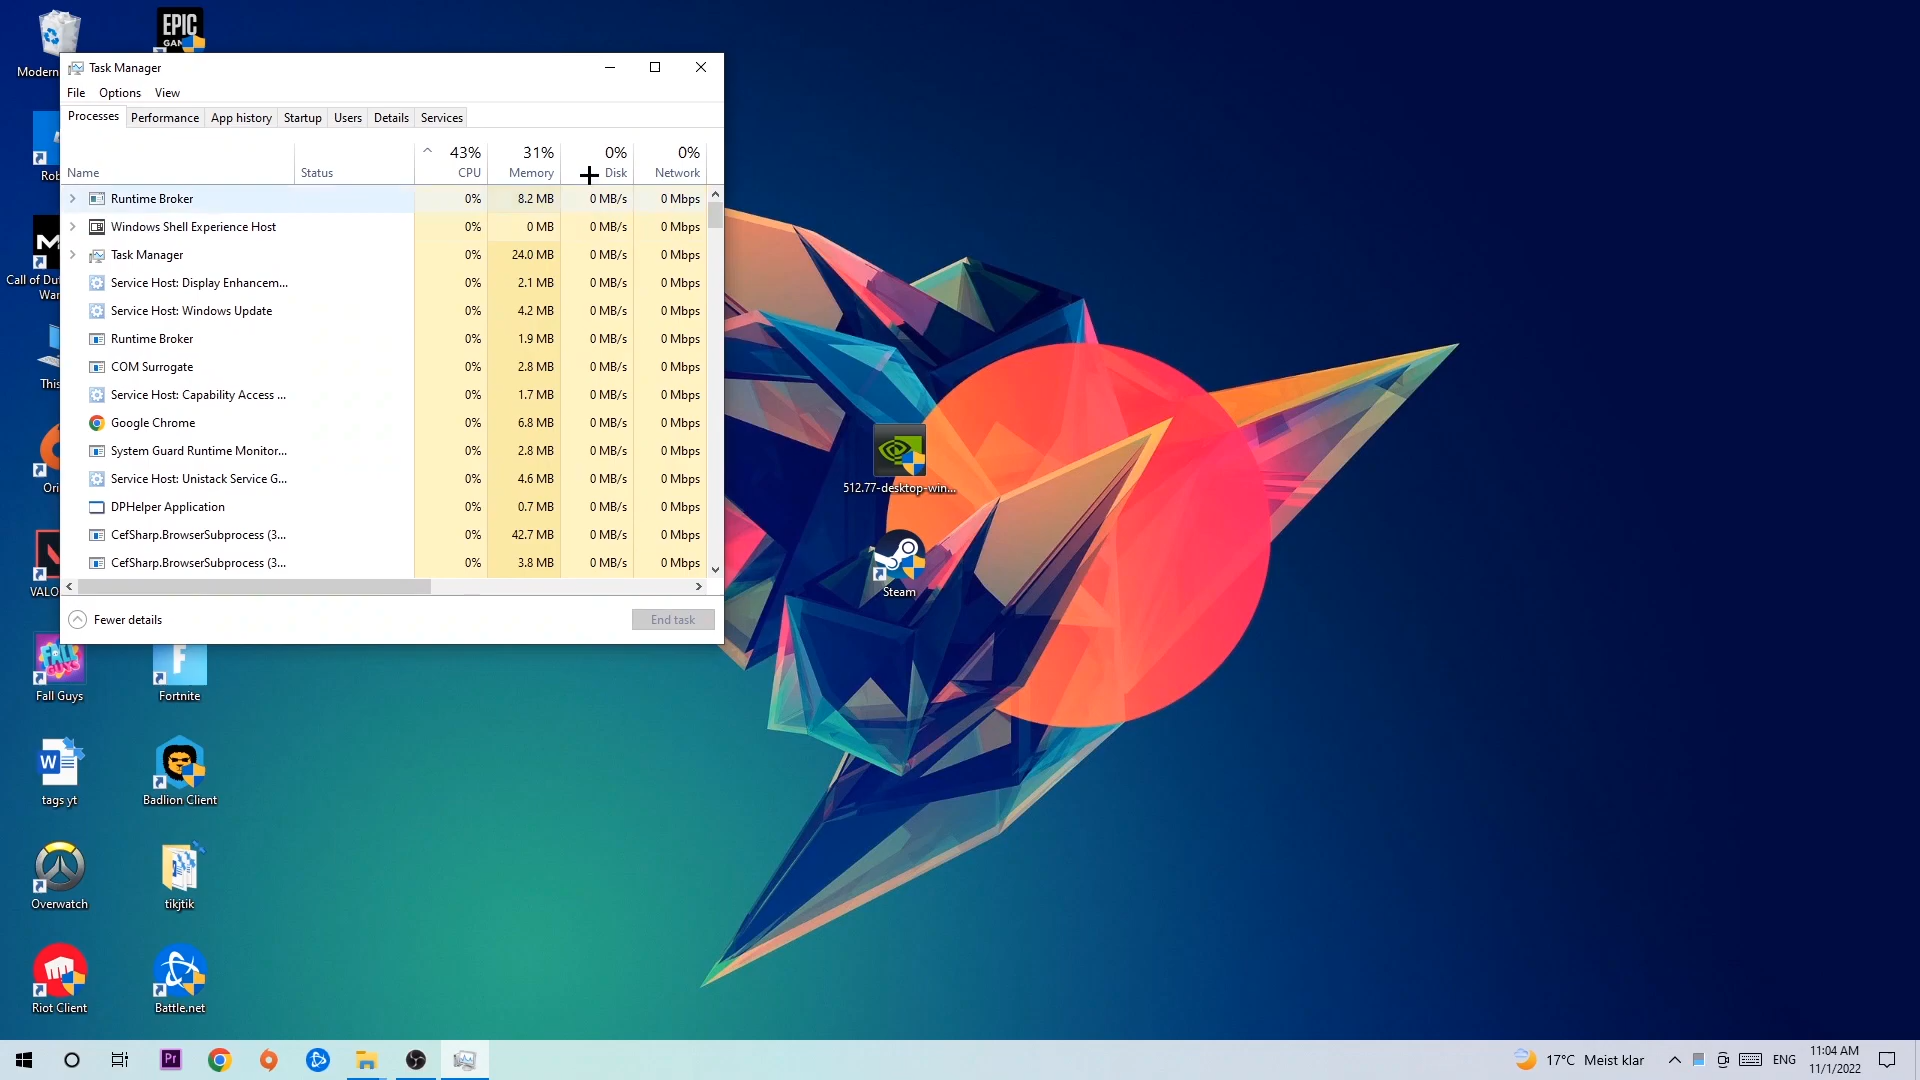 EPIC
GAM
Modern
Task Manager
File Options View
Processes Performance App history Startup Users Details Services
43% 31% 0% 0%
Name Status CPU Memory Disk Network
Runtime Broker 0% 8.2 MB 0 MB/s 0 Mbps
Windows Shell Experience Host 0% 0 MB 0 MB/s 0 Mbps
Task Manager 0% 24.0 MB 0 MB/s 0 Mbps
Service Host: Display Enhancem... 0% 2.1 MB 0 MB/s 0 Mbps
Service Host: Windows Update 0% 4.2 MB 0 MB/s 0 Mbps
Runtime Broker 0% 1.9 MB 0 MB/s 0 Mbps
COM Surrogate 0% 2.8 MB 0 MB/s 0 Mbps
Service Host: Capability Access ... 0% 1.7 MB 0 MB/s 0 Mbps
Google Chrome 0% 6.8 MB 0 MB/s 0 Mbps
System Guard Runtime Monitor... 0% 2.8 MB 0 MB/s 0 Mbps
Service Host: Unistack Service G... 0% 4.6 MB 0 MB/s 0 Mbps
DPHelper Application 0% 0.7 MB 0 MB/s 0 Mbps
CefSharp.BrowserSubprocess (3... 0% 42.7 MB 0 MB/s 0 Mbps
CefSharp.BrowserSubprocess (3... 0% 3.8 MB 0 MB/s 0 Mbps
Fewer details End task
Rob
M
Call of Du
War
This
Ori
VALO
512.77-desktop-win...
Steam
FALL
GUYS
Fall Guys
F
Fortnite
W
tags yt
Badlion Client
Overwatch
tikjtik
Riot Client
Battle.net
Pr
17°C Meist klar
ENG
11:04 AM
11/1/2022